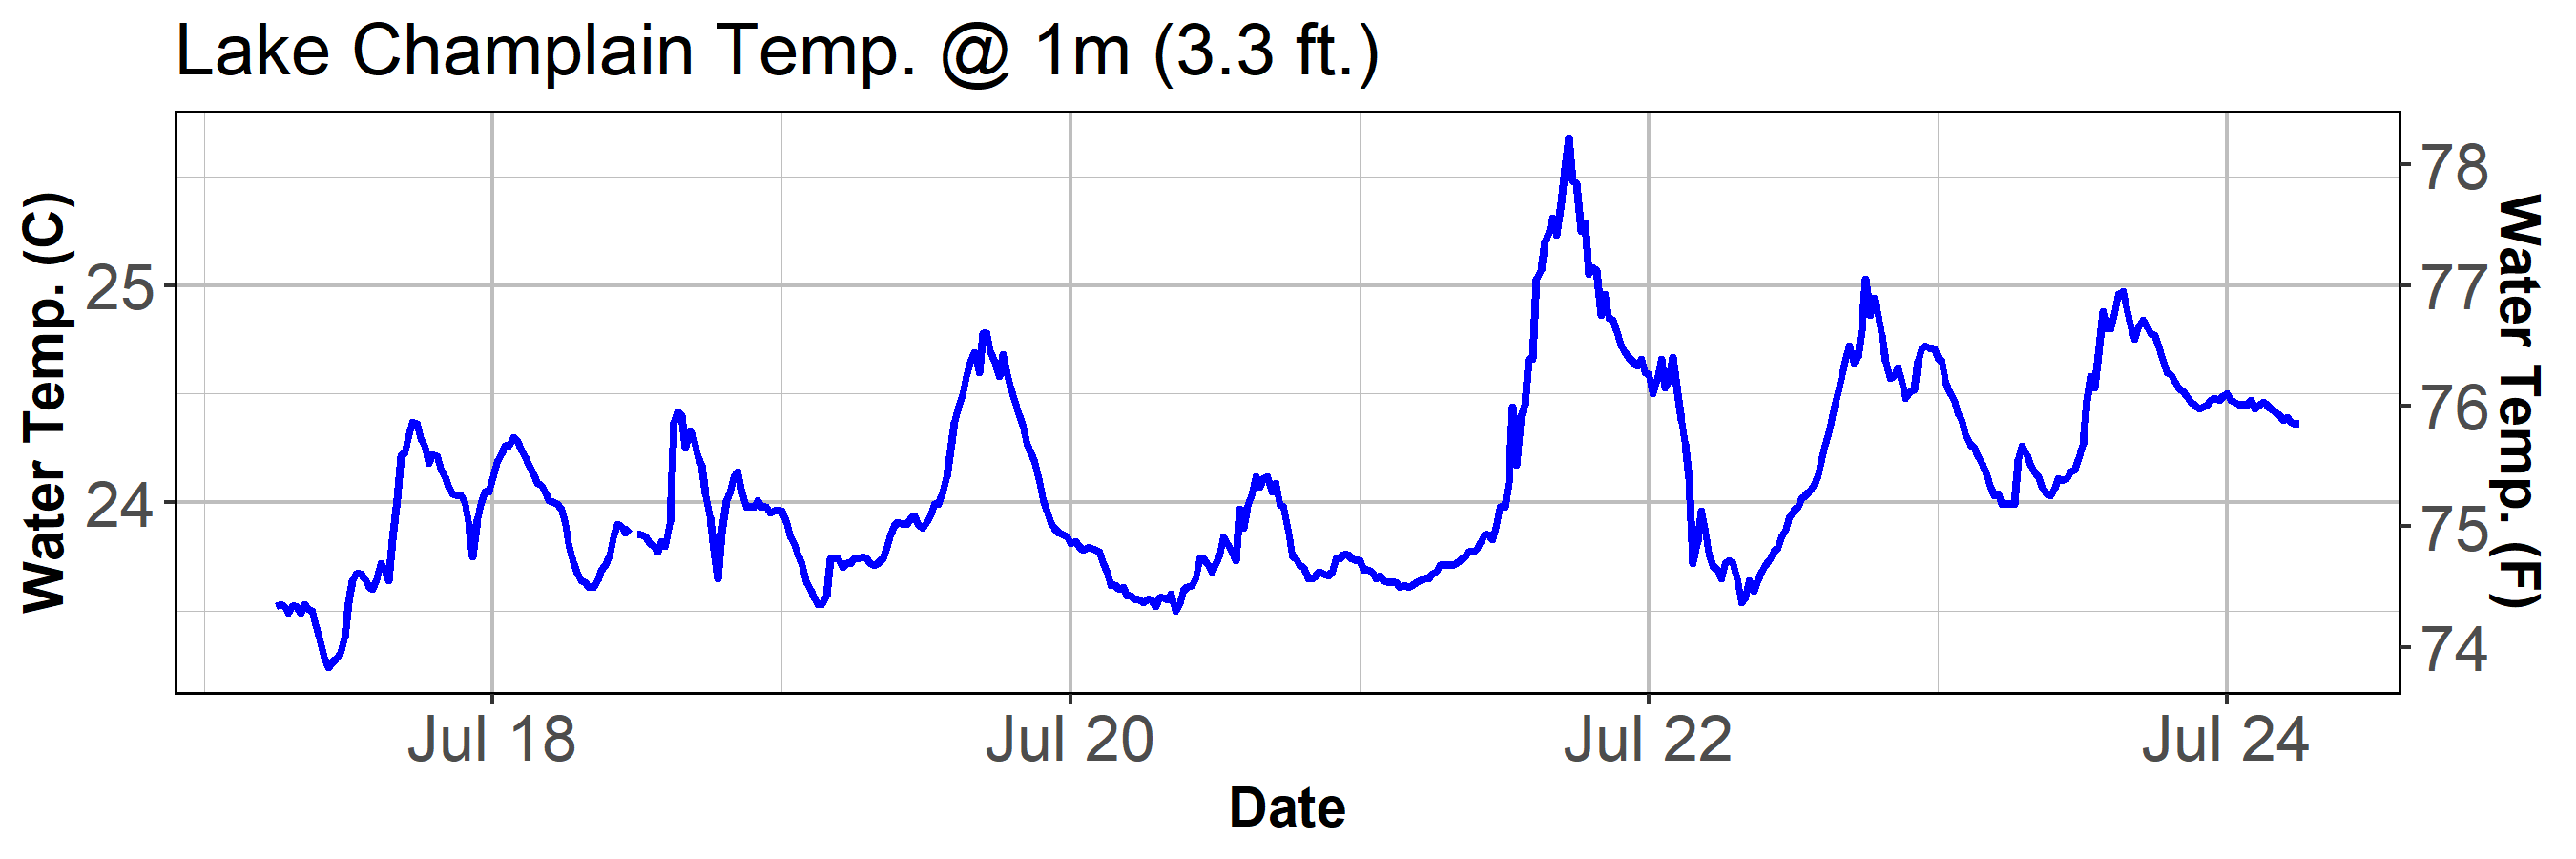 Lake Champlain Temp. @ 1m (3.3 ft.)
Water Temp. (C)
25
24
78
77
76
75
74
Water Temp. (F)
Jul 18
Jul 20
Jul 22
Jul 24
Date